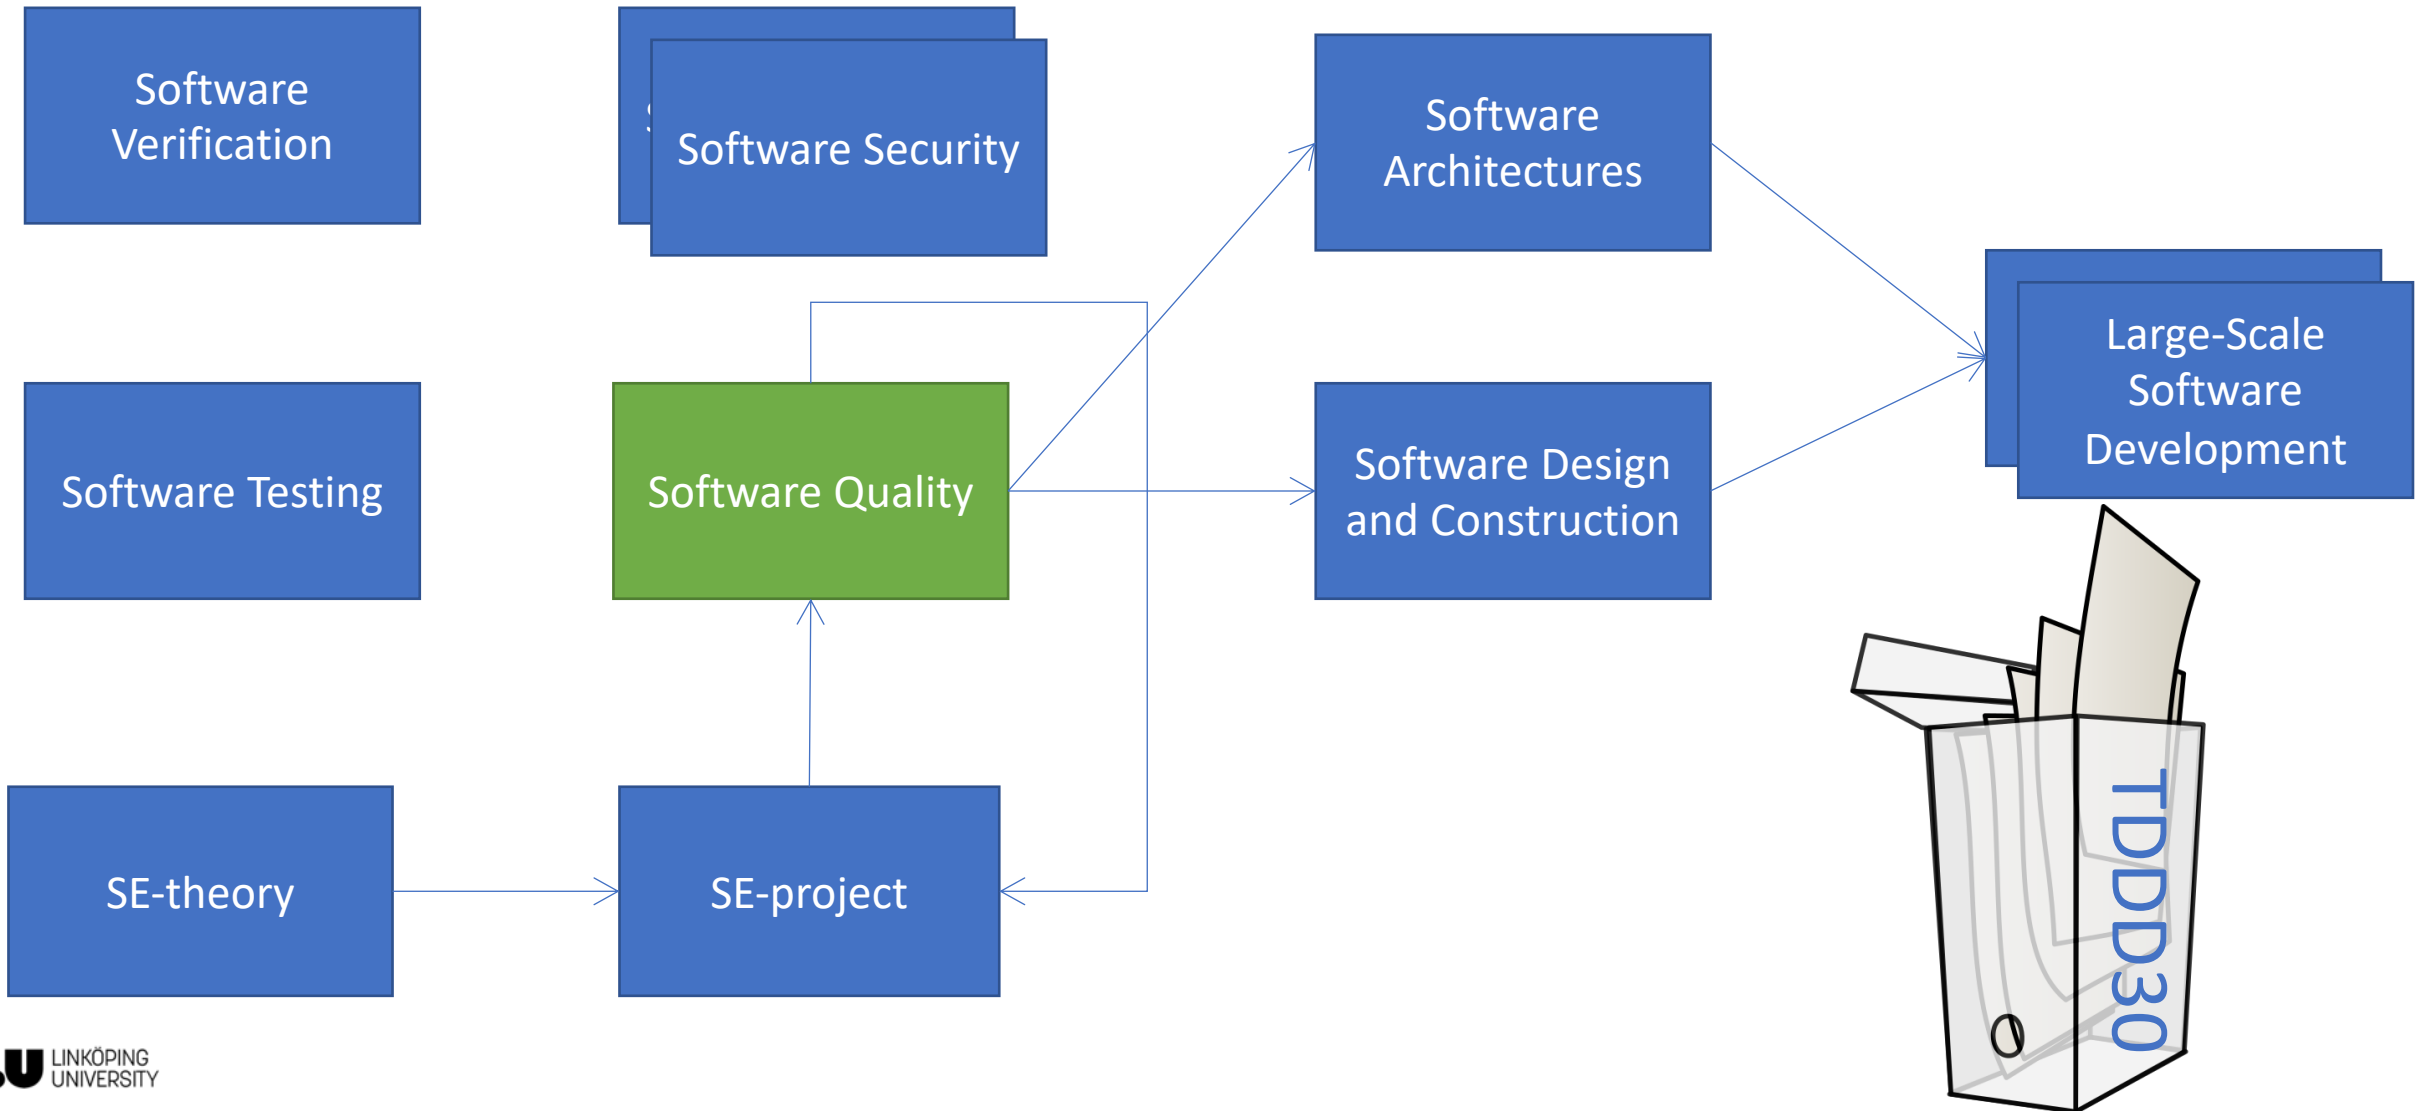 Software
Verification
Software Security
Software
Architectures
Large-Scale
Software
Development
Software Testing
Software Quality
Software Design
and Construction
SE-theory
SE-project
TDDD30
LINKÖPING
UNIVERSITY